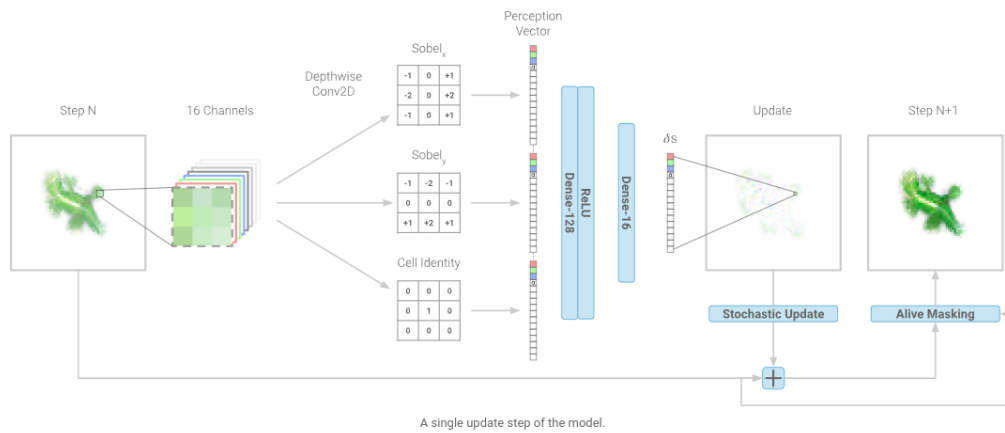 Perception
Vector
Sobelx
Depthwise
Conv2D
-1 0 +1
-2 0 +2
-1 0 +1
Step N
16 Channels
Update
Step N+1
δs
α
Sobely
-1 -2 -1
0 0 0
+1 +2 +1
α
α
Dense-128
ReLU
Dense-16
Cell Identity
α
0 0 0
0 1 0
0 0 0
Stochastic Update
Alive Masking
+
A single update step of the model.